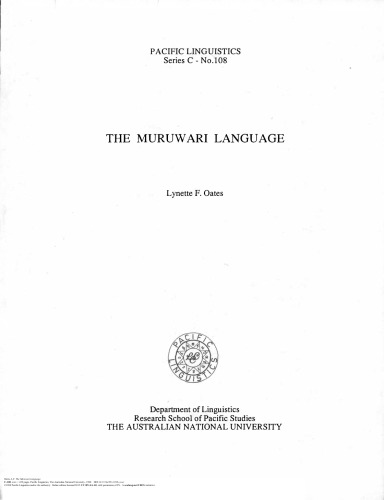 PACIFIC LINGUISTICS
Series C - No.108
THE MURUWARI LANGUAGE
Lynette F. Oates
PACIFIC
LINGUISTICS
Department of Linguistics
Research School of Pacific Studies
THE AUSTRALIAN NATIONAL UNIVERSITY